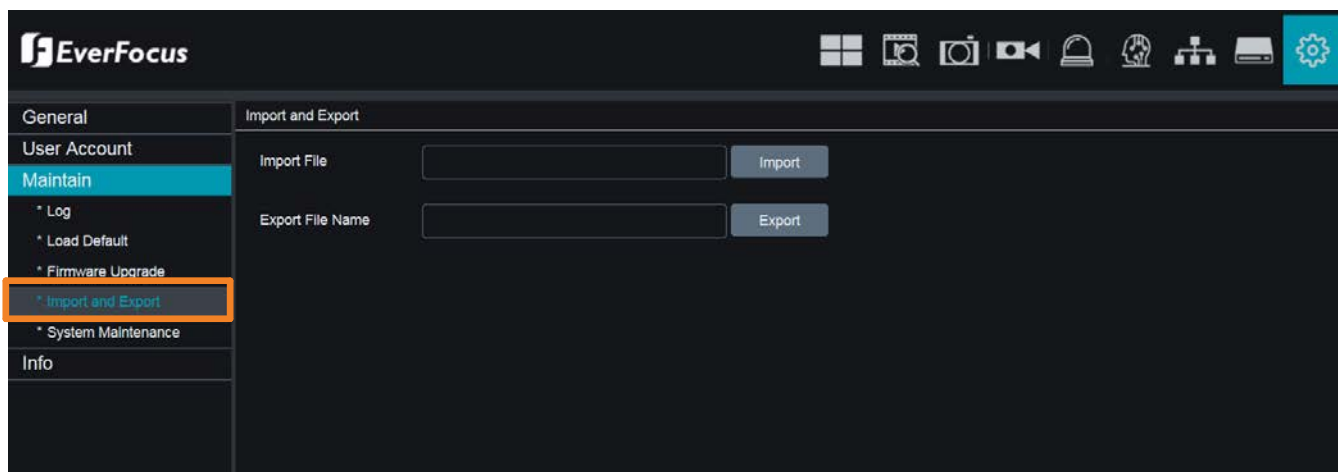 EverFocus
General
User Account
Maintain
* Log
* Load Default
* Firmware Upgrade
* Import and Export
* System Maintenance
Info
Import and Export
Import File
Import
Export File Name
Export